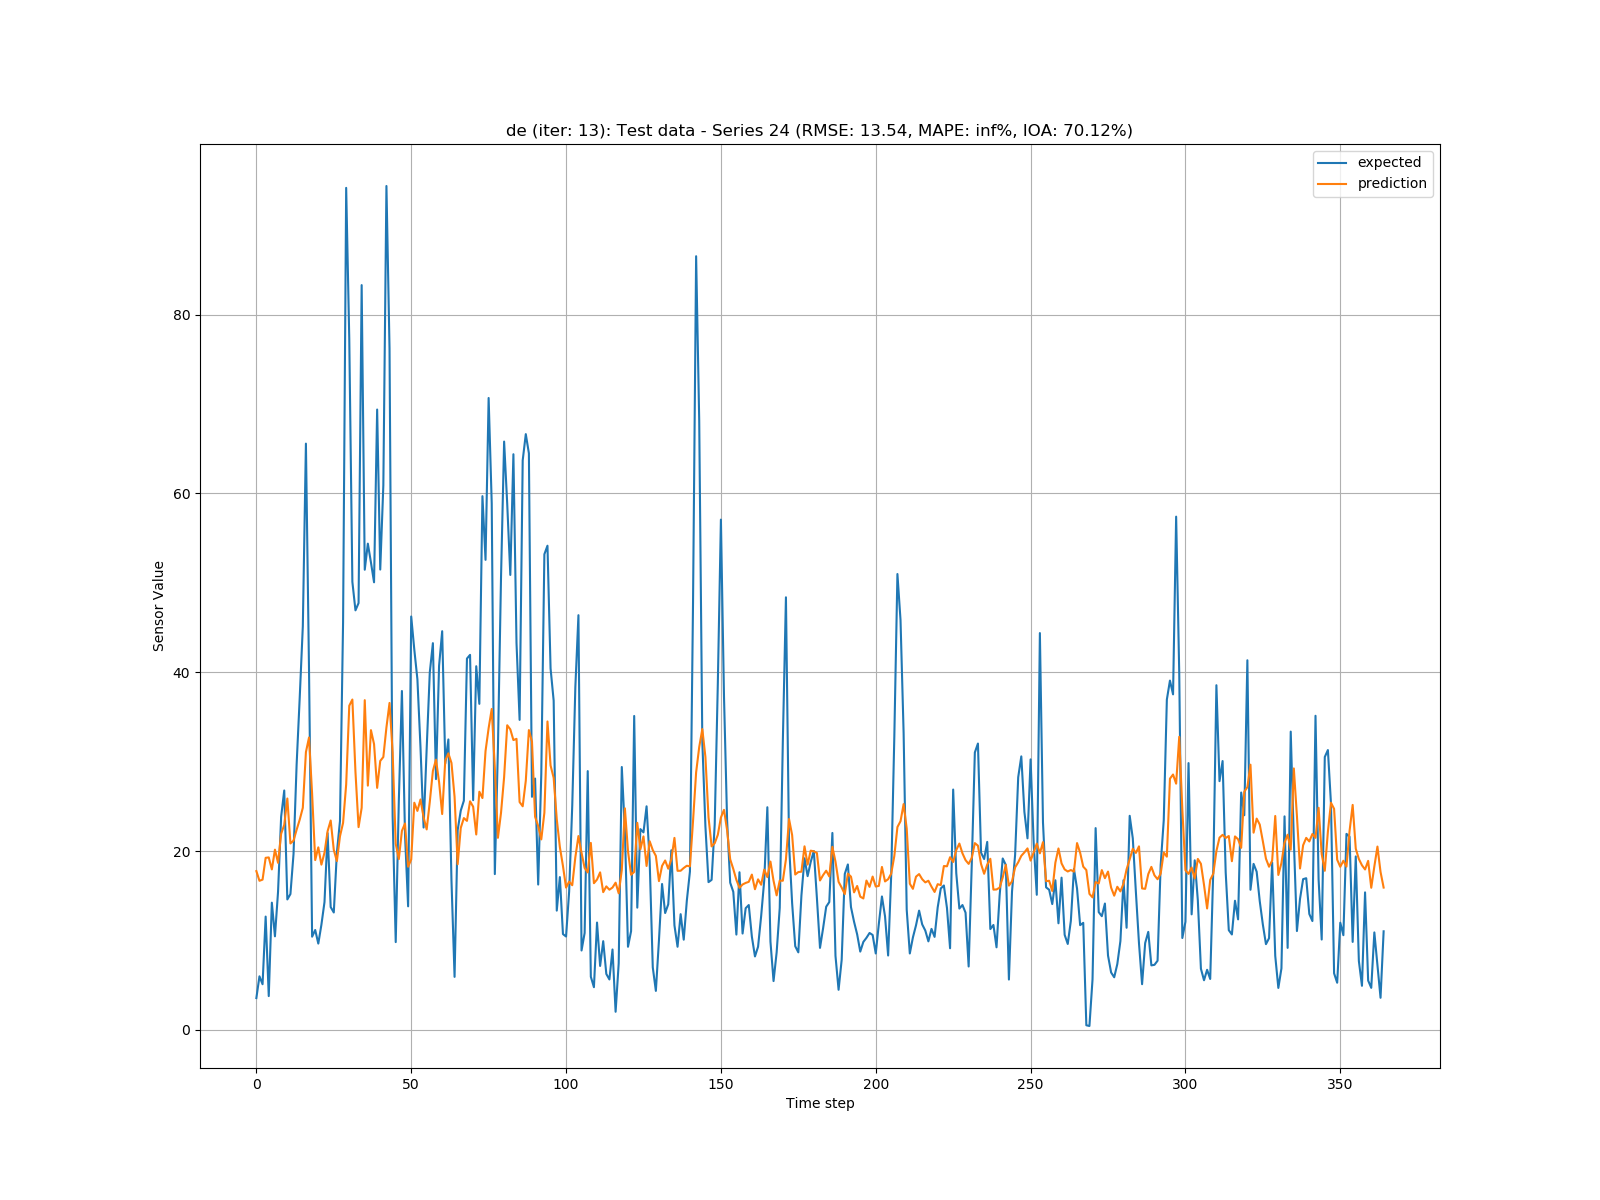 de (iter: 13): Test data - Series 24 (RMSE: 13.54, MAPE: inf%, IOA: 70.12%)
expected
prediction
80
60
40
20
0
Sensor Value
0 50 100 150 200 250 300 350
Time step